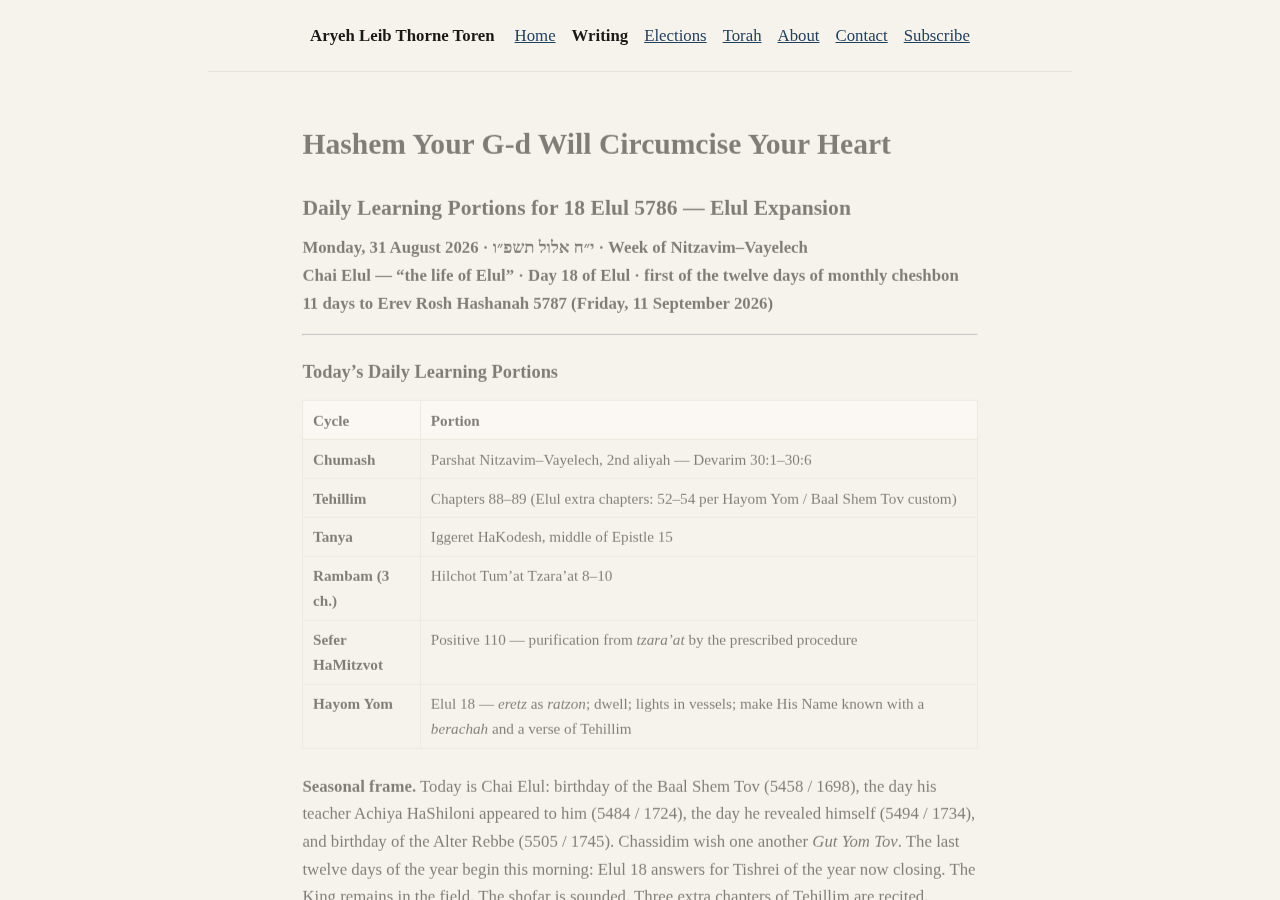 Aryeh Leib Thorne Toren Home Writing Elections Torah About Contact Subscribe
Hashem Your G-d Will Circumcise Your Heart
Daily Learning Portions for 18 Elul 5786 — Elul Expansion
Monday, 31 August 2026 · י״ח אלול תשפ״ו · Week of Nitzavim–Vayelech
Chai Elul — “the life of Elul” · Day 18 of Elul · first of the twelve days of monthly cheshbon
11 days to Erev Rosh Hashanah 5787 (Friday, 11 September 2026)
Today’s Daily Learning Portions
Cycle Portion
Chumash Parshat Nitzavim–Vayelech, 2nd aliyah — Devarim 30:1–30:6
Tehillim Chapters 88–89 (Elul extra chapters: 52–54 per Hayom Yom / Baal Shem Tov custom)
Tanya Iggeret HaKodesh, middle of Epistle 15
Rambam (3 Hilchot Tum’at Tzara’at 8–10
ch.)
Sefer Positive 110 — purification from tzara’at by the prescribed procedure
HaMitzvot
Hayom Yom Elul 18 — eretz as ratzon; dwell; lights in vessels; make His Name known with a
berachah and a verse of Tehillim
Seasonal frame. Today is Chai Elul: birthday of the Baal Shem Tov (5458 / 1698), the day his
teacher Achiya HaShiloni appeared to him (5484 / 1724), the day he revealed himself (5494 / 1734),
and birthday of the Alter Rebbe (5505 / 1745). Chassidim wish one another Gut Yom Tov. The last
twelve days of the year begin this morning: Elul 18 answers for Tishrei of the year now closing. The
King remains in the field. The shofar is sounded. Three extra chapters of Tehillim are recited.